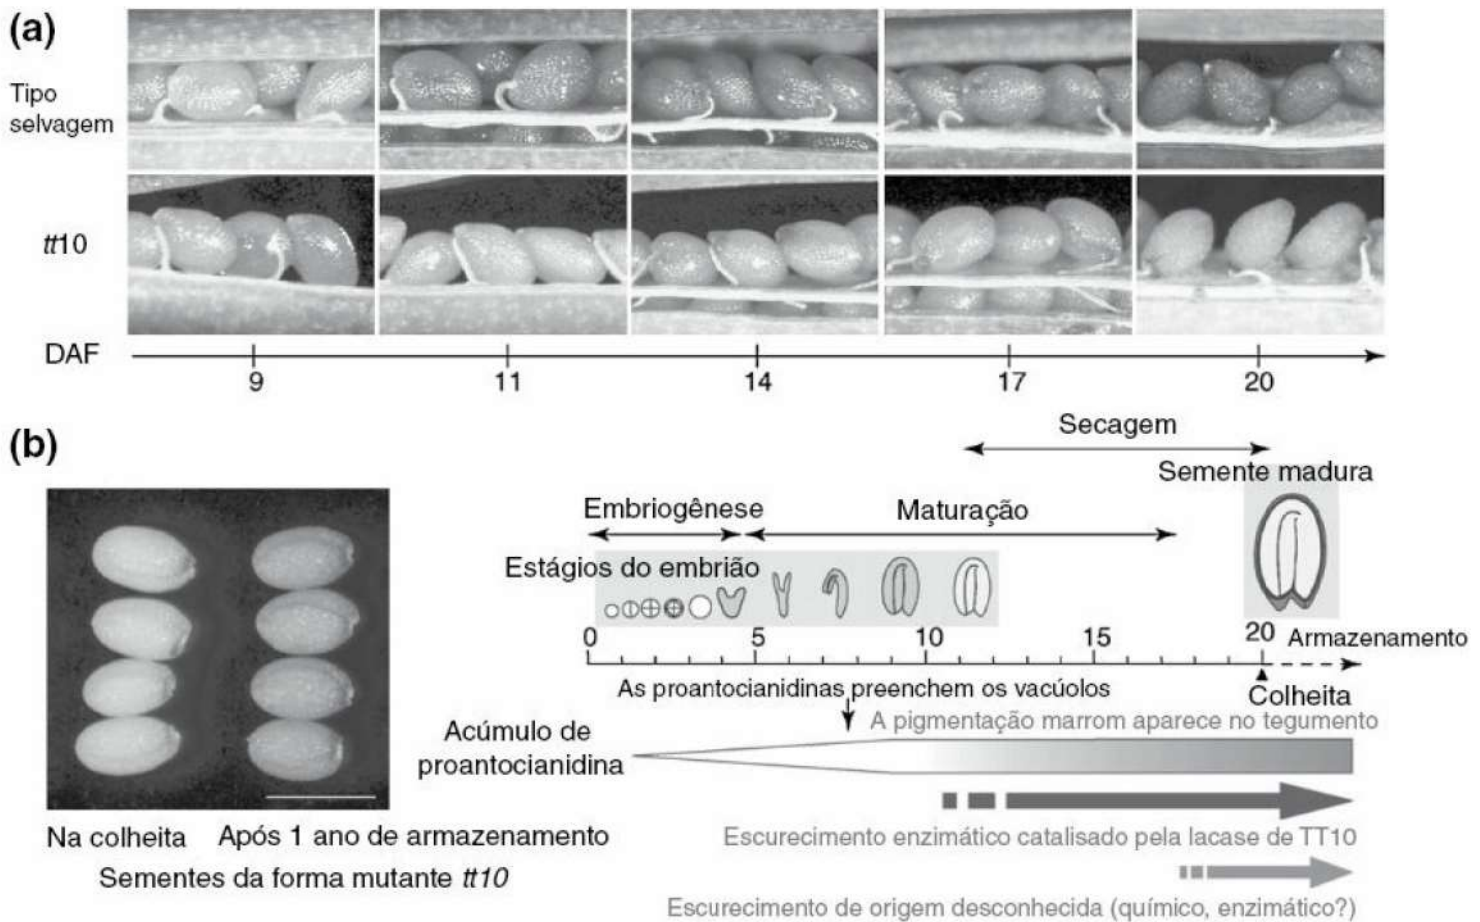 (a)
Tipo
selvagem
tt10
DAF
9 11 14 17 20
(b)
Secagem
Semente madura
Embriogênese
Maturação
Estágios do embrião
0 5 10 15 20
Armazenamento
As proantocianidinas preenchem os vacúolos
Colheita
A pigmentação marrom aparece no tegumento
Acúmulo de
proantocianidina
Escurecimento enzimático catalisado pela lacase de TT10
Escurecimento de origem desconhecida (químico, enzimático?)
Na colheita Após 1 ano de armazenamento
Sementes da forma mutante tt10